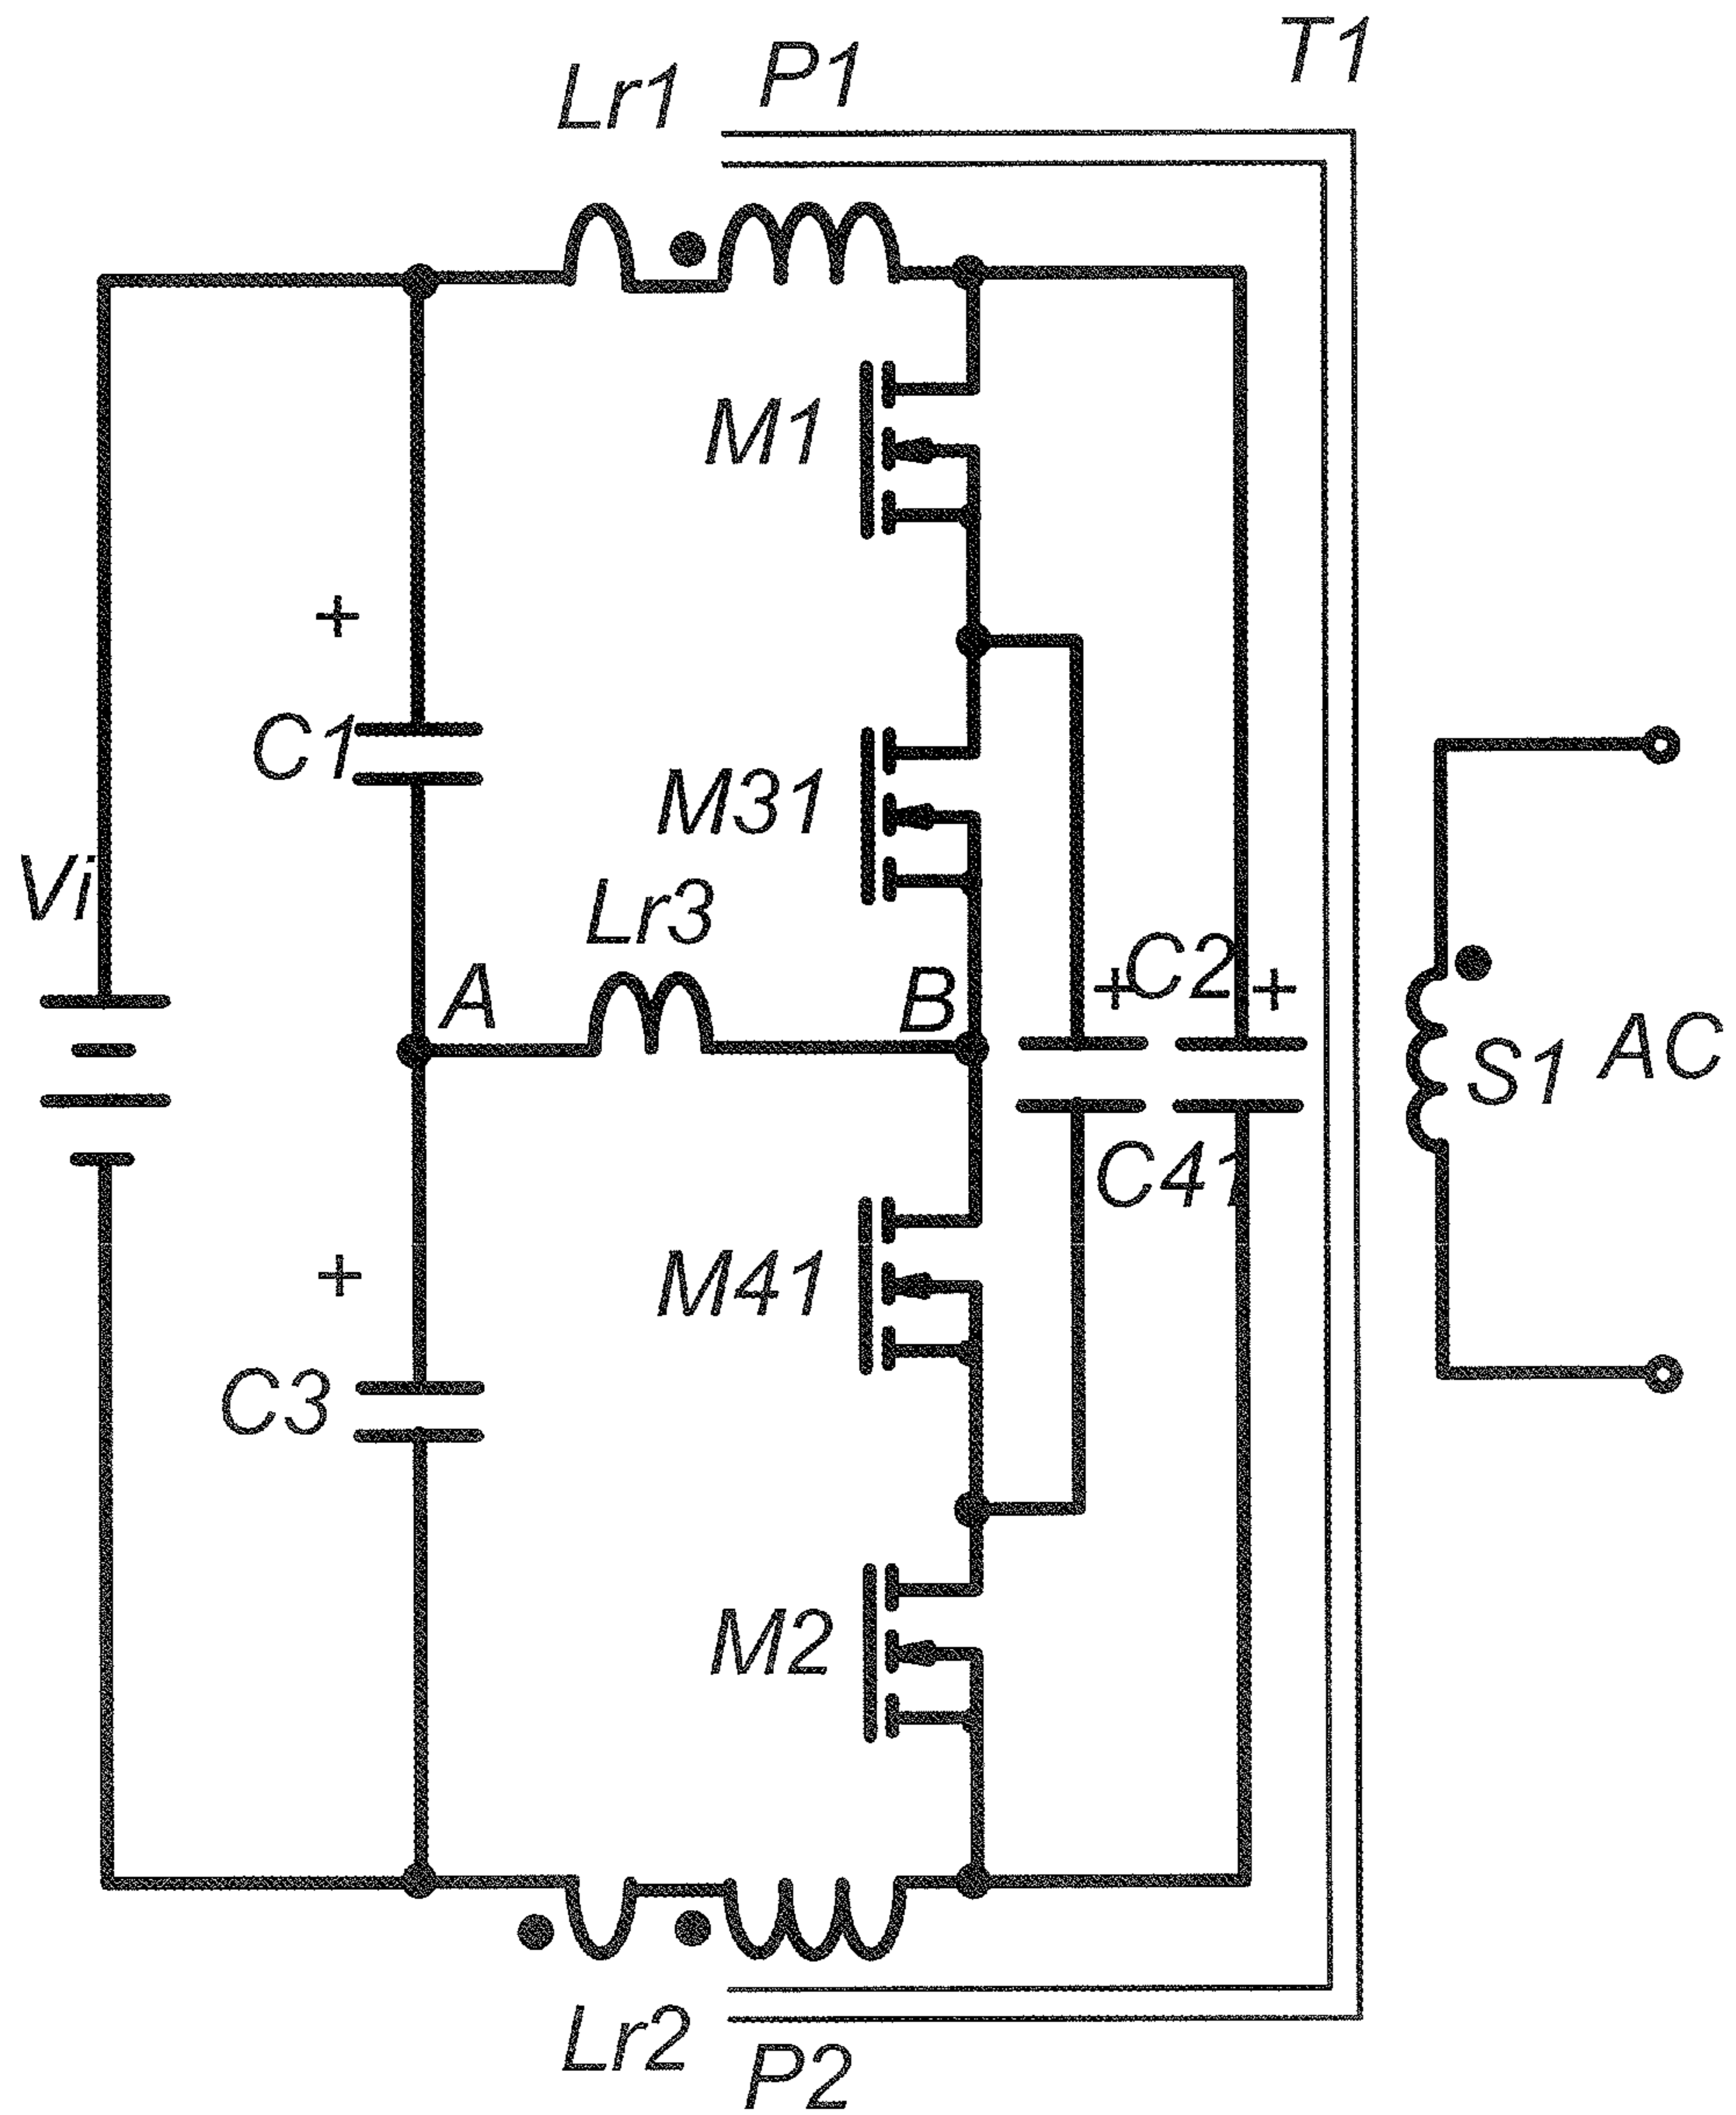 T1
P1
Lr1
M1
+
C1
M31
Vi
Lr3
A
B
C2
+
+
S1
AC
C41
M41
+
C3
M2
Lr2
P2